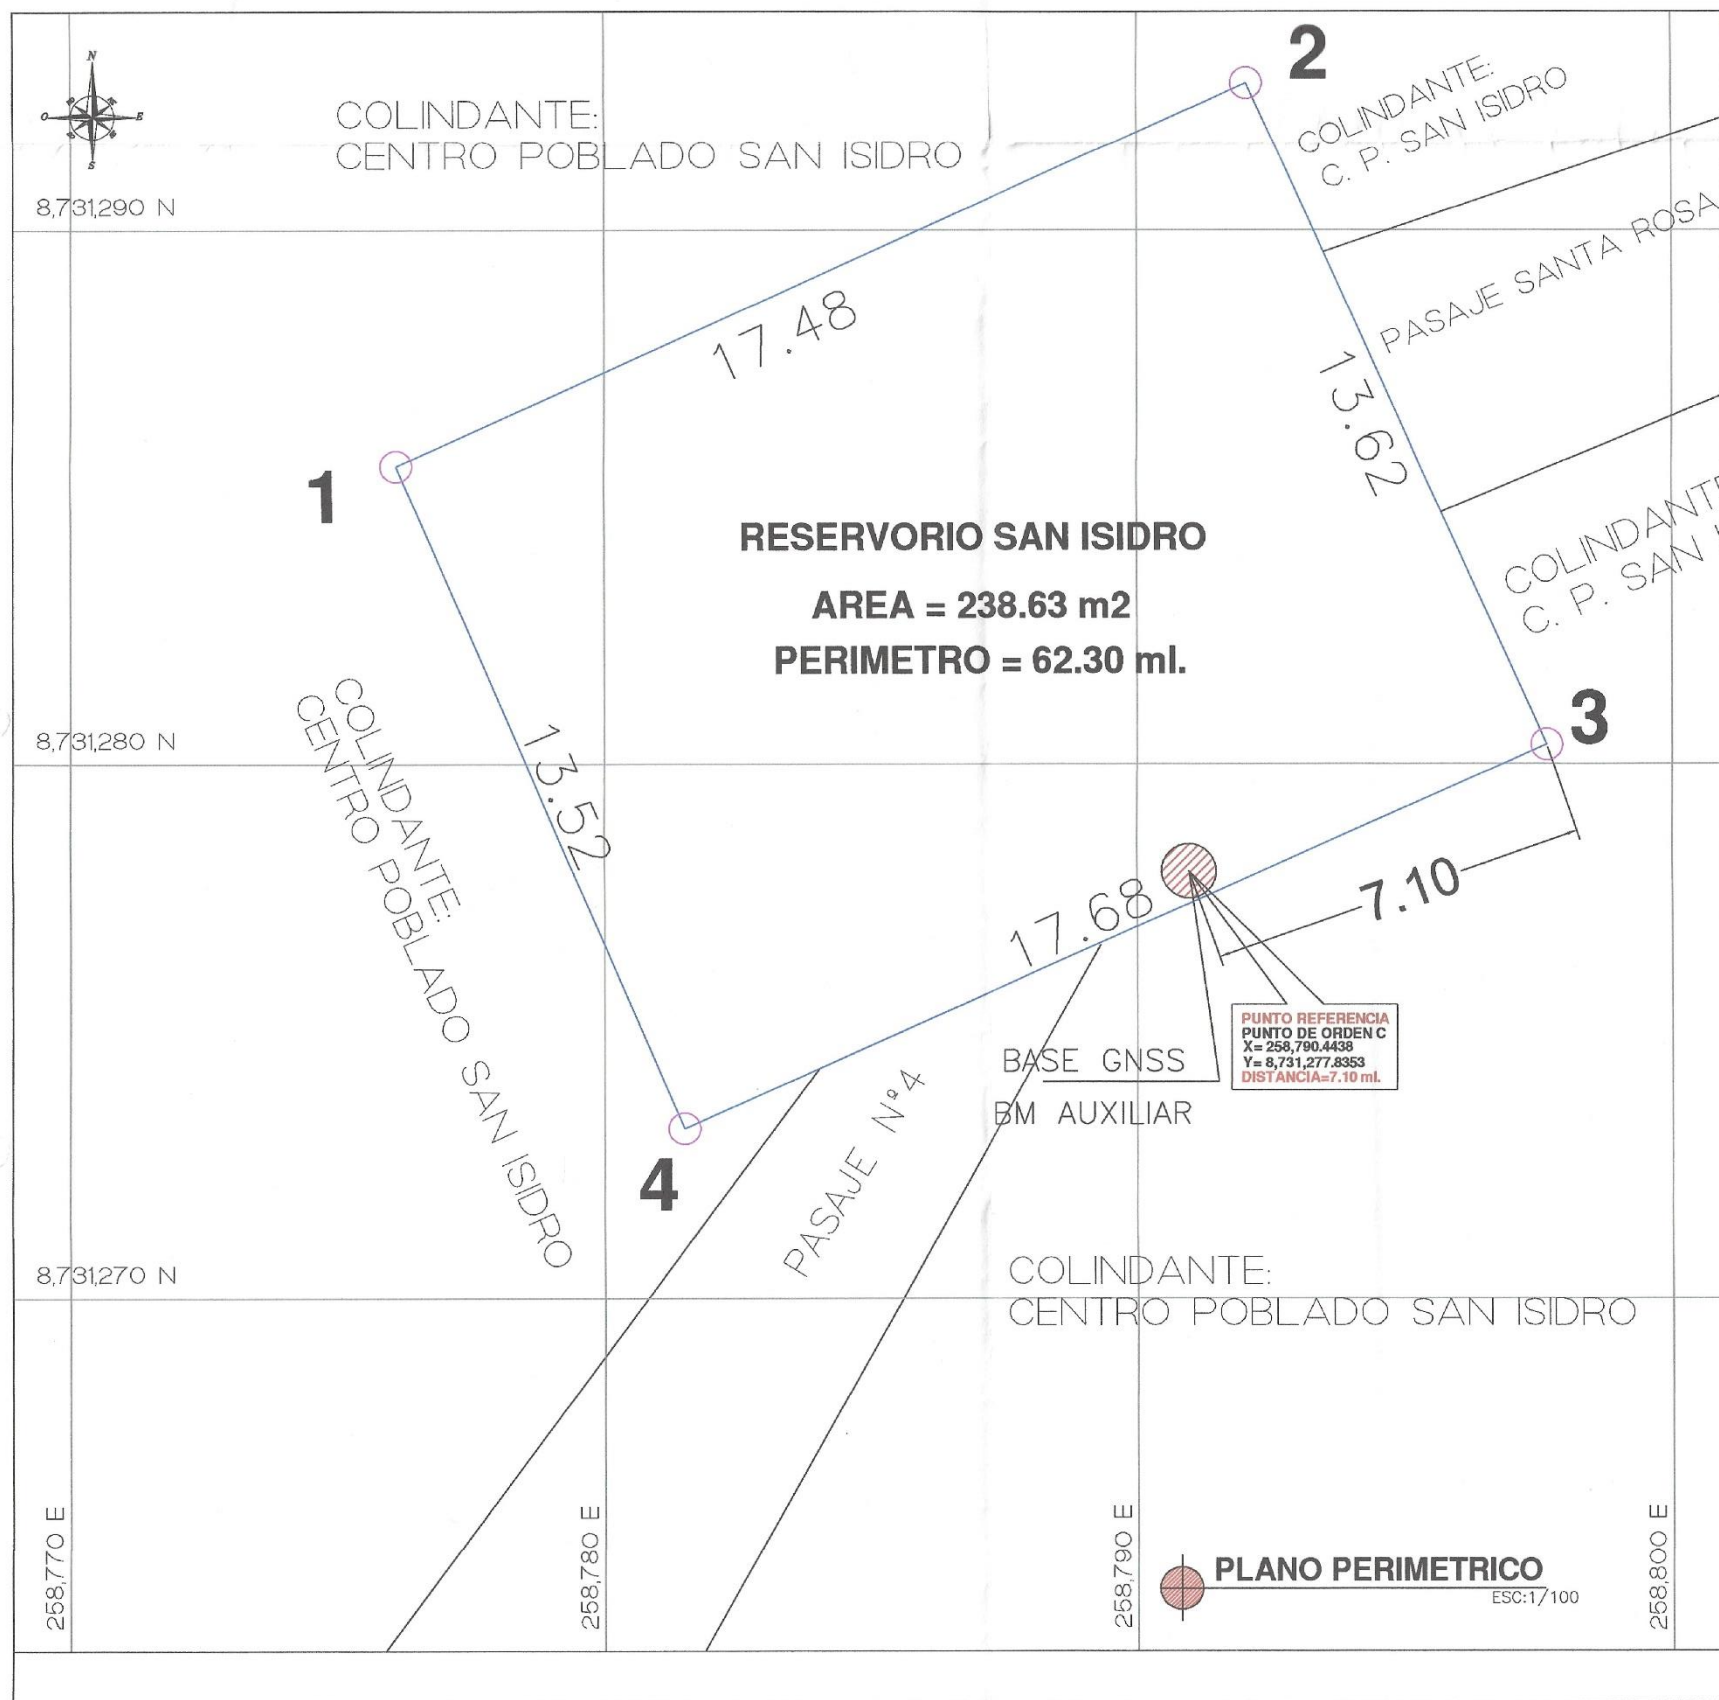 N
O
E
S
COLINDANTE:
CENTRO POBLADO SAN ISIDRO
2
COLINDANTE:
C. P. SAN ISIDRO
8,731,290 N
PASAJE SANTA ROSA
17.48
13.62
1
RESERVORIO SAN ISIDRO
AREA = 238.63 m2
PERIMETRO = 62.30 ml.
COLINDANTE
C. P. SAN
3
8,731,280 N
COLINDANTE:
CENTRO POBLADO SAN ISIDRO
13.52
17.68
7.10
PUNTO REFERENCIA
PUNTO DE ORDEN C
X= 258,790.4438
Y= 8,731,277.8353
DISTANCIA=7.10 ml.
BASE GNSS
BM AUXILIAR
PASAJE Nº4
4
8,731,270 N
COLINDANTE:
CENTRO POBLADO SAN ISIDRO
258,770 E
258,780 E
258,790 E
258,800 E
PLANO PERIMETRICO
ESC:1/100